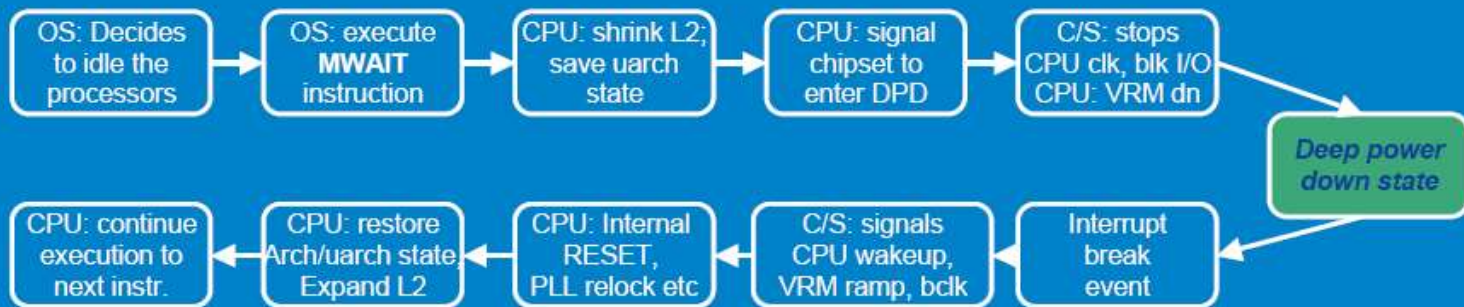 OS: Decides
to idle the
processors
OS: execute
MWAIT
instruction
CPU: shrink L2;
save uarch
state
CPU: signal
chipset to
enter DPD
C/S: stops
CPU clk, blk I/O
CPU: VRM dn
Deep power
down state
Interrupt
break
event
C/S: signals
CPU wakeup,
VRM ramp, bclk
CPU: Internal
RESET,
PLL relock etc
CPU: restore
Arch/uarch state,
Expand L2
CPU: continue
execution to
next instr.